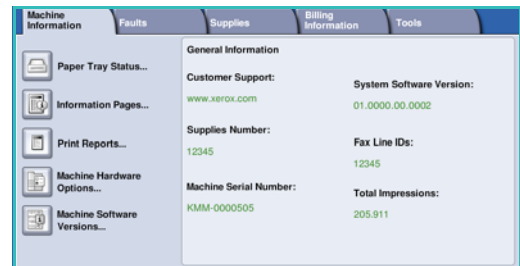 Machine
Information
Faults
Supplies
Billing
Information
Tools
Paper Tray Status...
Information Pages...
Print Reports...
Machine Hardware
Options...
Machine Software
Versions...
General Information
Customer Support:
www.xerox.com
Supplies Number:
12345
Machine Serial Number:
KMM-0000505
System Software Version:
01.0000.00.0002
Fax Line IDs:
12345
Total Impressions:
205.911